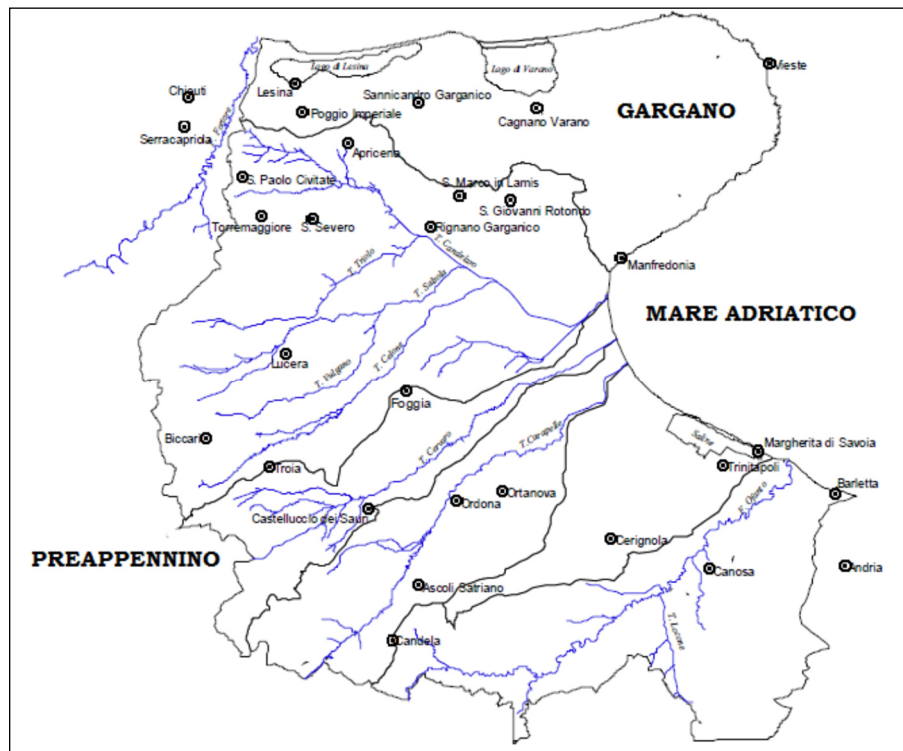 Lago di Lesina
Lago di Varano
Vieste
Chieuti
Lesina
Sannicandro Garganico
Poggio Imperiale
Cagnano Varano
GARGANO
Fortore
Serracapriola
Apricena
S. Paolo Civitate
S. Marco in Lamis
S. Giovanni Rotondo
Torremaggiore
S. Severo
Rignano Garganico
T. Candelaro
Manfredonia
T. Triolo
T. Salsola
MARE ADRIATICO
Lucera
T. Vulgano
T. Celone
Foggia
Biccari
T. Cervaro
T. Carapelle
Saline
Margherita di Savoia
Troia
Trinitapoli
Barletta
Ortanova
Ordona
F. Ofanto
Castelluccio dei Sauri
PREAPPENNINO
Cerignola
Canosa
Andria
Ascoli Satriano
T. Locone
Candela